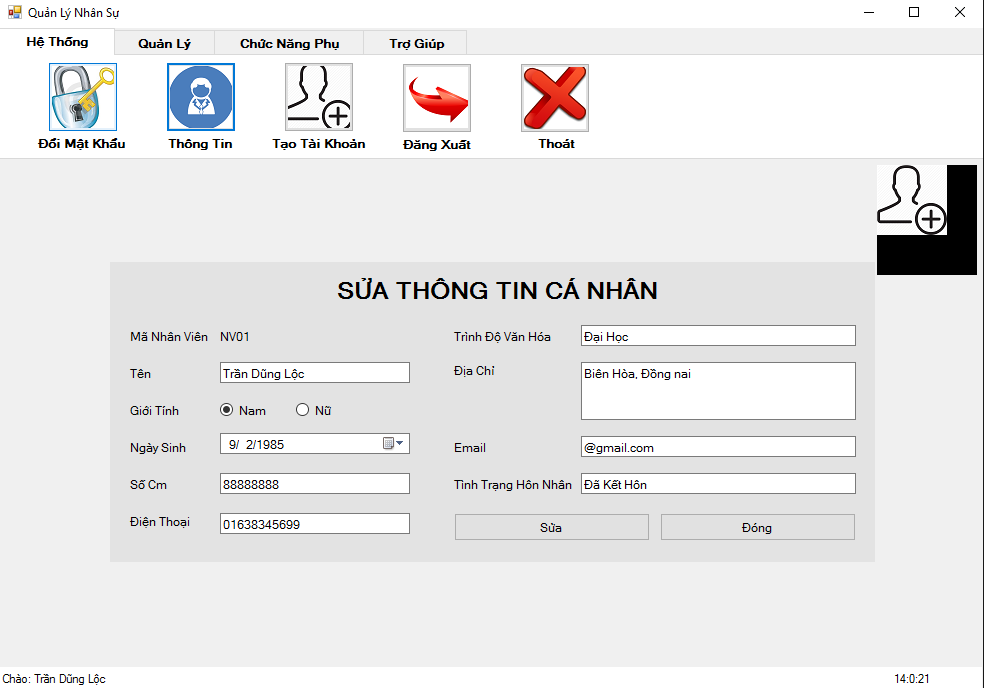 Quản Lý Nhân Sự
Hệ Thống Quản Lý Chức Năng Phụ Trợ Giúp
Đổi Mật Khẩu Thông Tin Tạo Tài Khoản Đăng Xuất Thoát
SỬA THÔNG TIN CÁ NHÂN
Mã Nhân Viên NV01
Tên Trần Dũng Lộc
Giới Tính Nam Nữ
Ngày Sinh 9/ 2/1985
Số Cm 88888888
Điện Thoại 01638345699
Trình Độ Văn Hóa Đại Học
Địa Chỉ Biên Hòa, Đồng nai
Email @gmail.com
Tình Trạng Hôn Nhân Đã Kết Hôn
Sửa Đóng
Chào: Trần Dũng Lộc 14:0:21